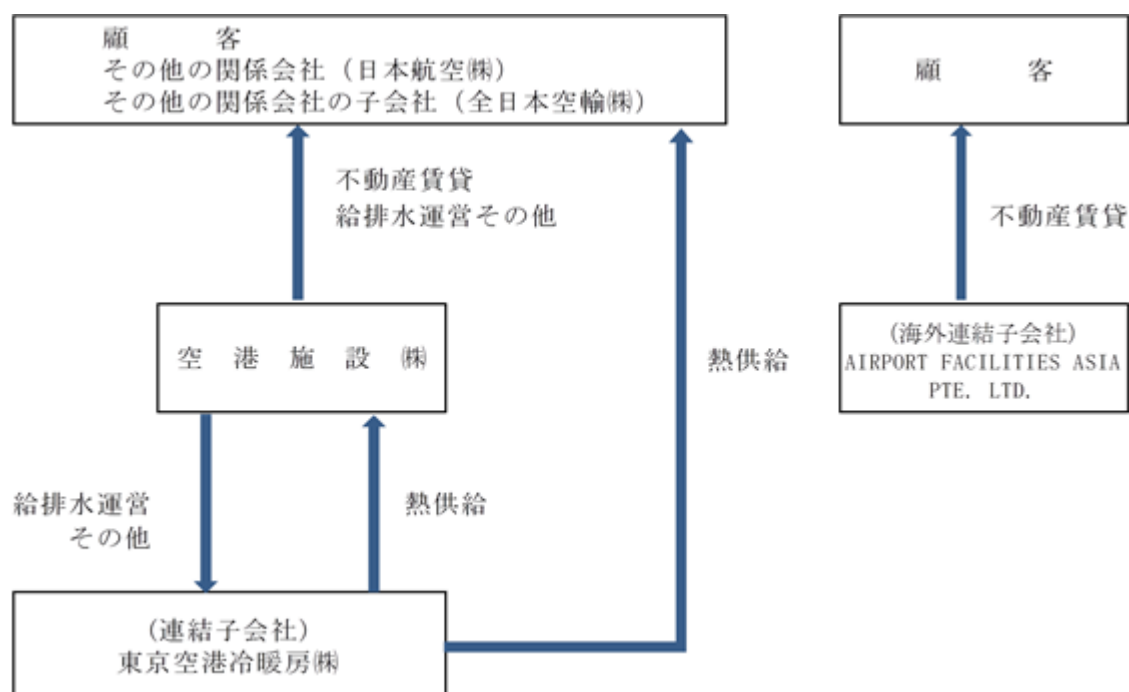 顧　　　客
その他の関係会社（日本航空㈱）
その他の関係会社の子会社（全日本空輸㈱）
顧　　　客
不動産賃貸
給排水運営その他
不動産賃貸
空　港　施　設　㈱
熱供給
(海外連結子会社)
AIRPORT FACILITIES ASIA
PTE. LTD.
給排水運営
その他
熱供給
(連結子会社)
東京空港冷暖房㈱